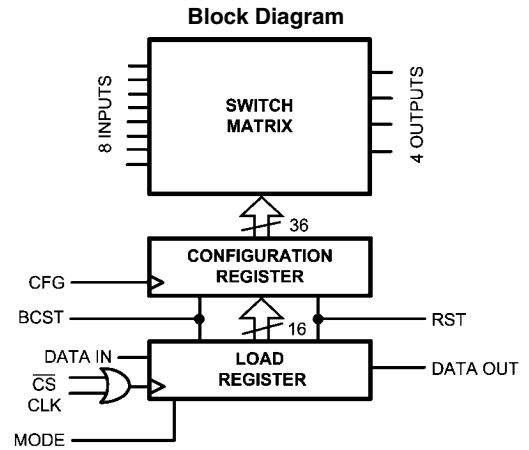 Block Diagram
8 INPUTS
SWITCH
MATRIX
4 OUTPUTS
36
CONFIGURATION
REGISTER
CFG
BCST
16
RST
DATA IN
LOAD
REGISTER
DATA OUT
CS
CLK
MODE